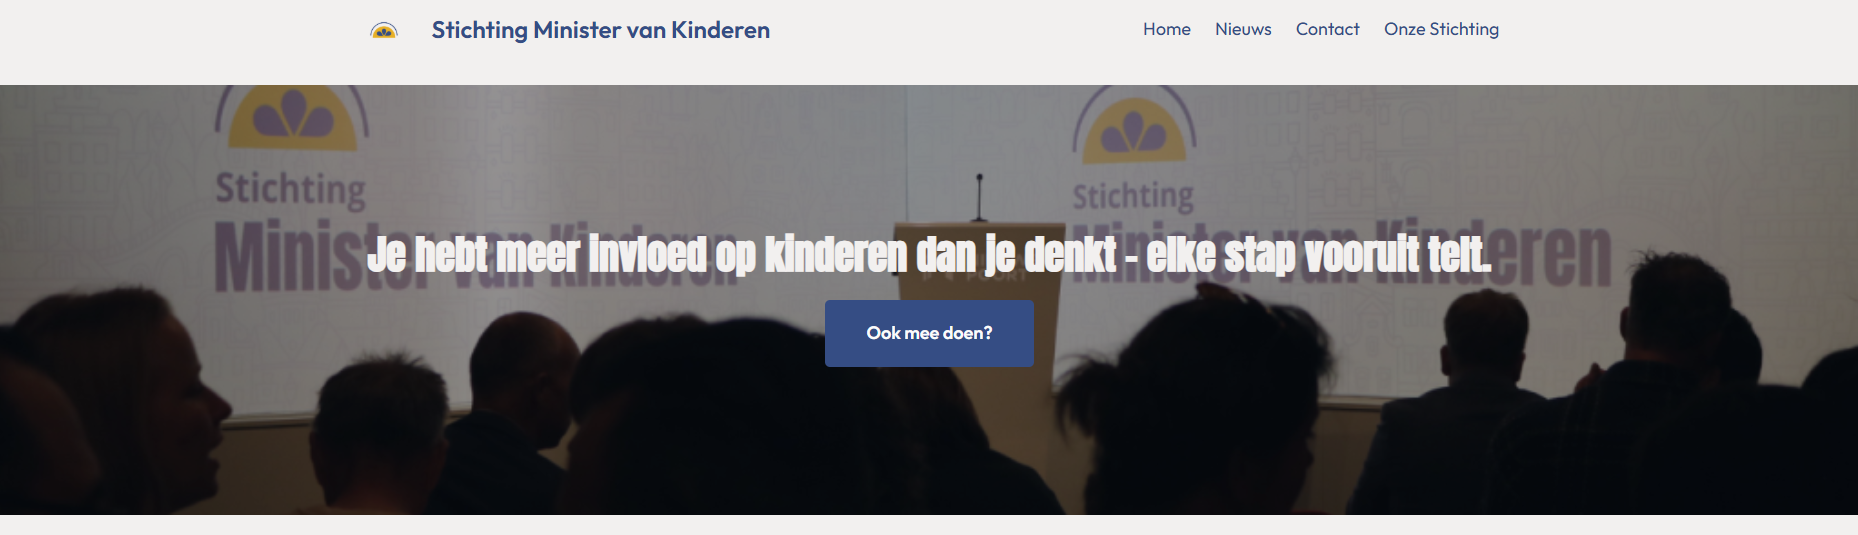 Stichting Minister van Kinderen
Home Nieuws Contact Onze Stichting
Stichting
Minister van Kinderen
Stichting
Minister van Kinderen
Je hebt meer invloed op kinderen dan je denkt - elke stap vooruit telt.
Ook mee doen?